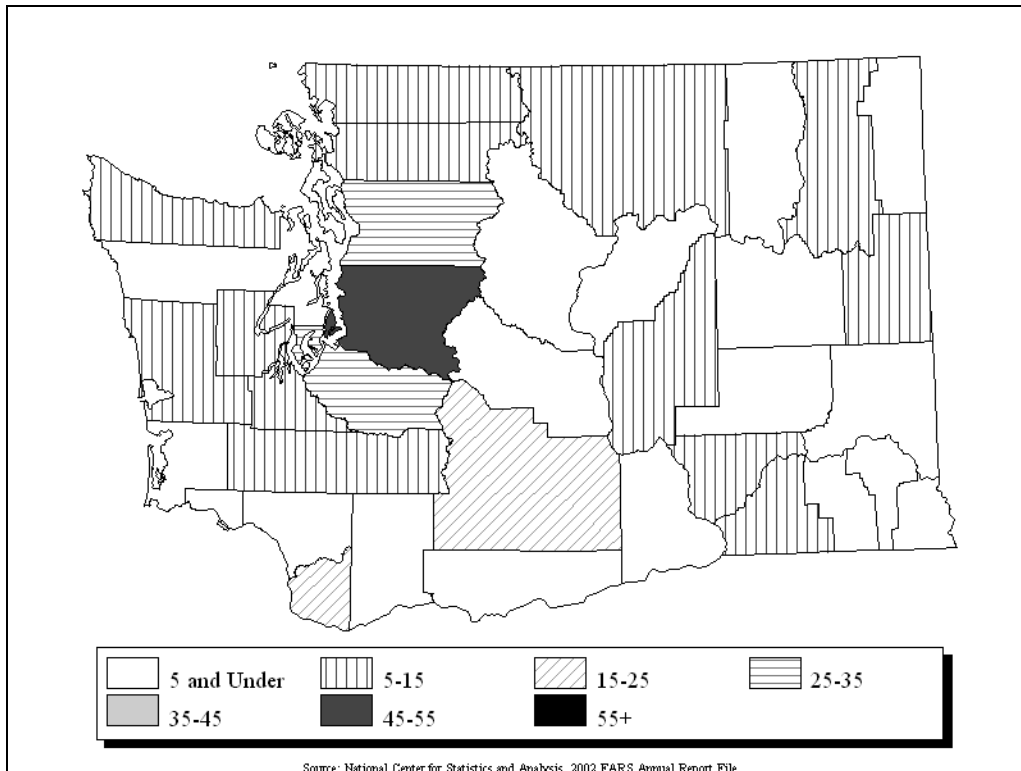 5 and Under 5-15 15-25 25-35
35-45 45-55 55+
Source: National Center for Statistics and Analysis, 2002 FARS Annual Report File